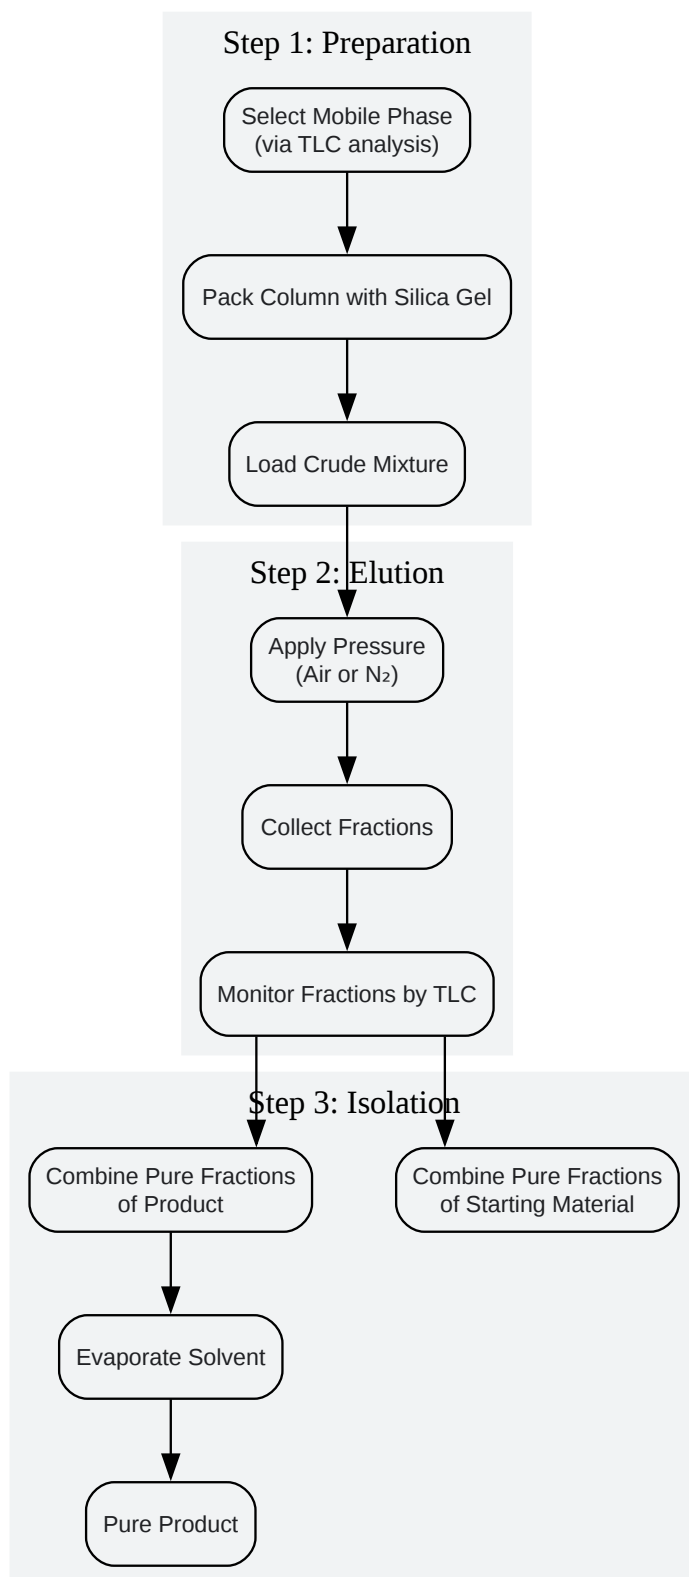 Step 1: Preparation
Select Mobile Phase
(via TLC analysis)
Pack Column with Silica Gel
Load Crude Mixture
Step 2: Elution
Apply Pressure
(Air or N₂)
Collect Fractions
Monitor Fractions by TLC
Step 3: Isolation
Combine Pure Fractions
of Product
Combine Pure Fractions
of Starting Material
Evaporate Solvent
Pure Product